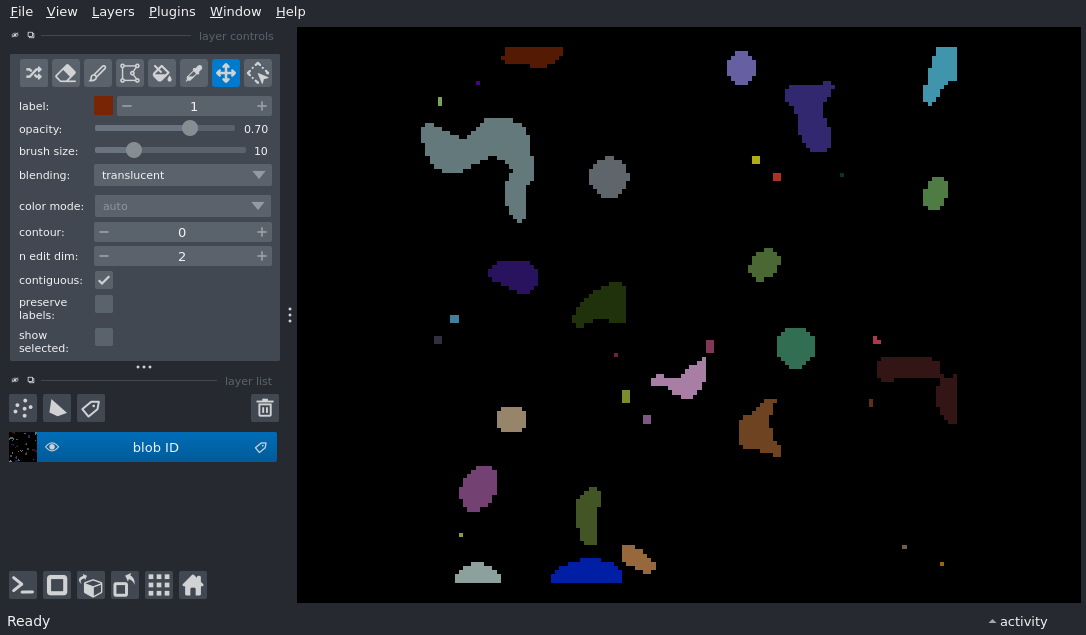 File View Layers Plugins Window Help
layer controls
label: 1
opacity: 0.70
brush size: 10
blending: translucent
color mode: auto
contour: 0
n edit dim: 2
contiguous:
preserve
labels:
show
selected:
layer list
blob ID
Ready activity